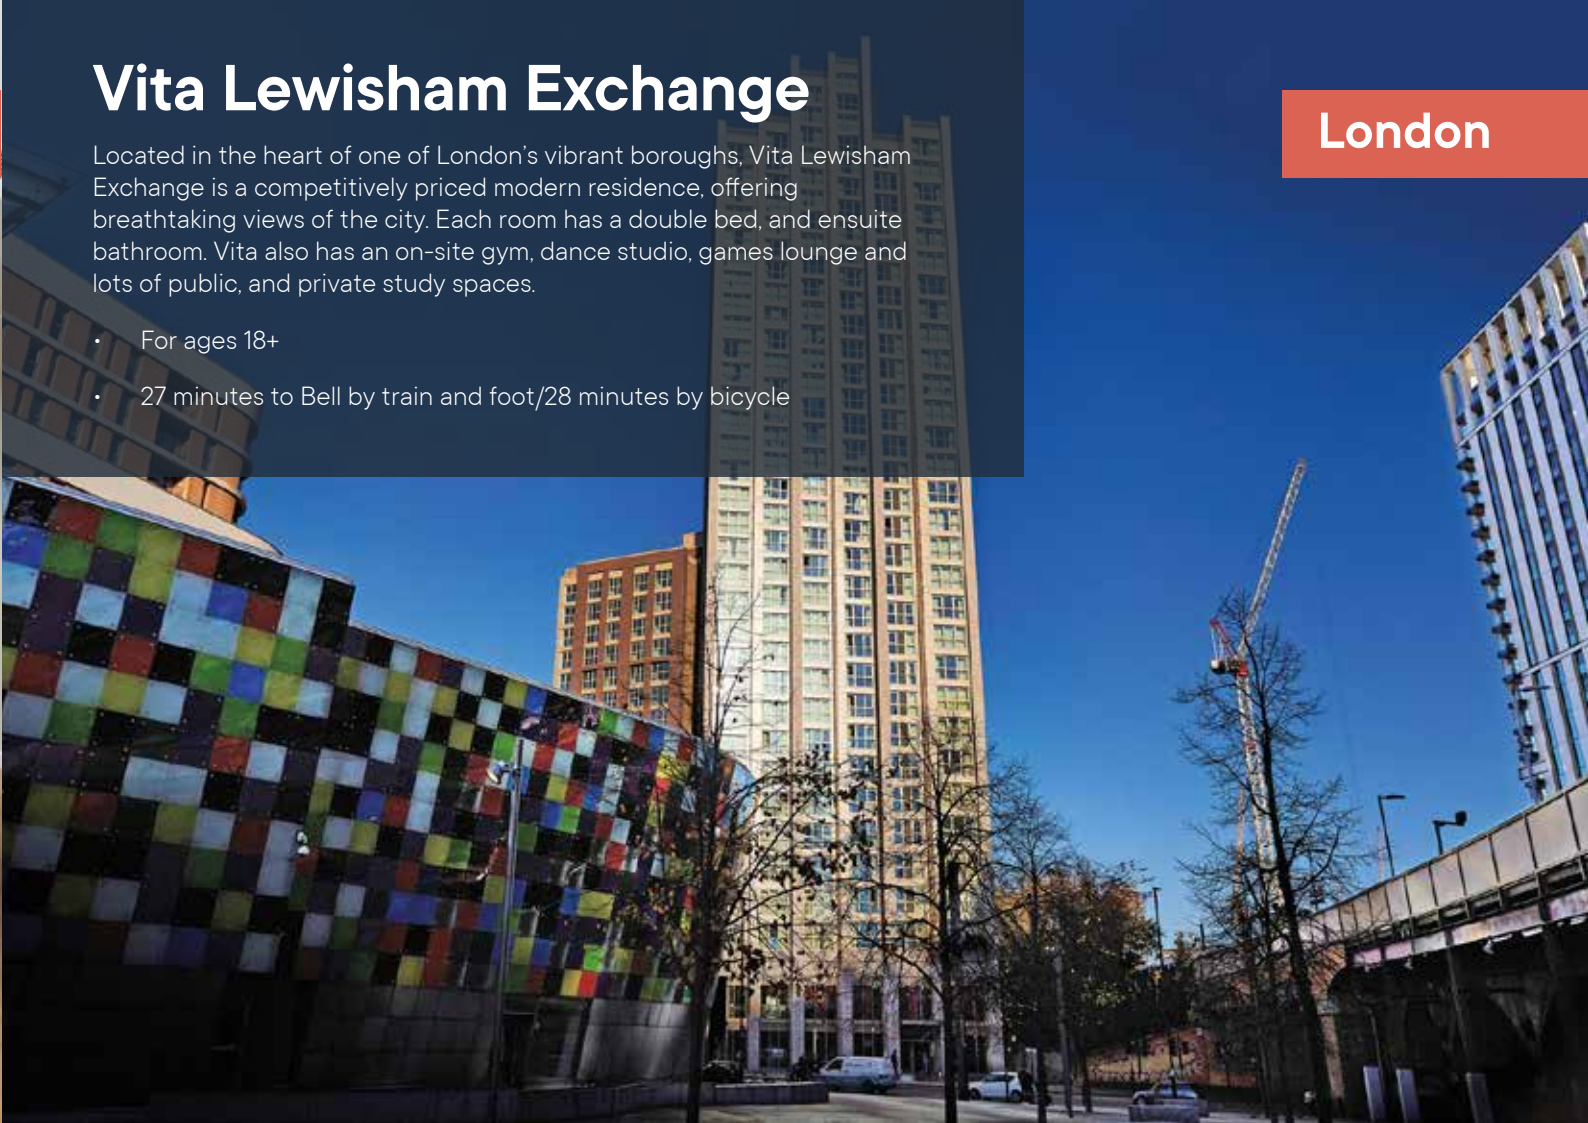 Vita Lewisham Exchange
London
Located in the heart of one of London’s vibrant boroughs, Vita Lewisham
Exchange is a competitively priced modern residence, offering
breathtaking views of the city. Each room has a double bed, and ensuite
bathroom. Vita also has an on-site gym, dance studio, games lounge and
lots of public, and private study spaces.
• For ages 18+
• 27 minutes to Bell by train and foot/28 minutes by bicycle